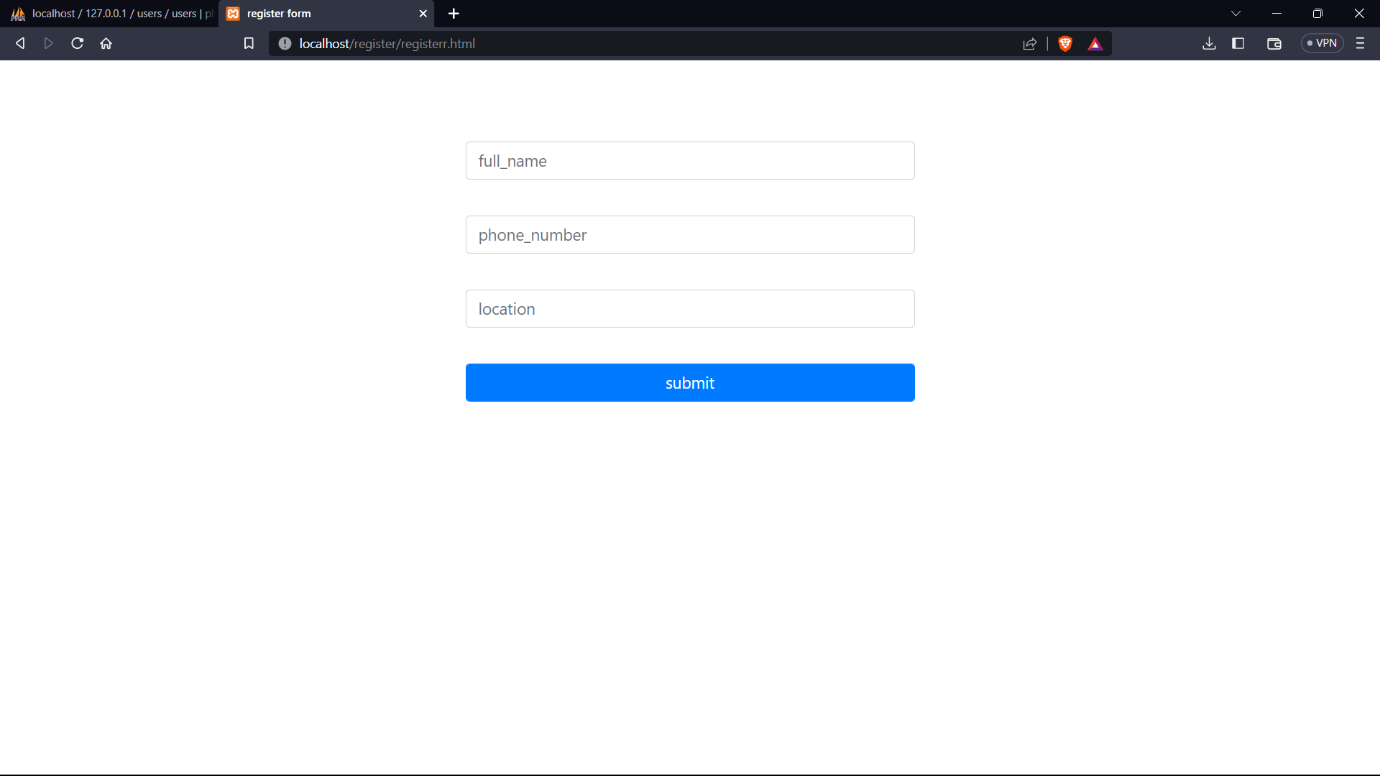 localhost / 127.0.0.1 / users / users | p
register form
localhost/register/registerr.html
VPN
full_name
phone_number
location
submit